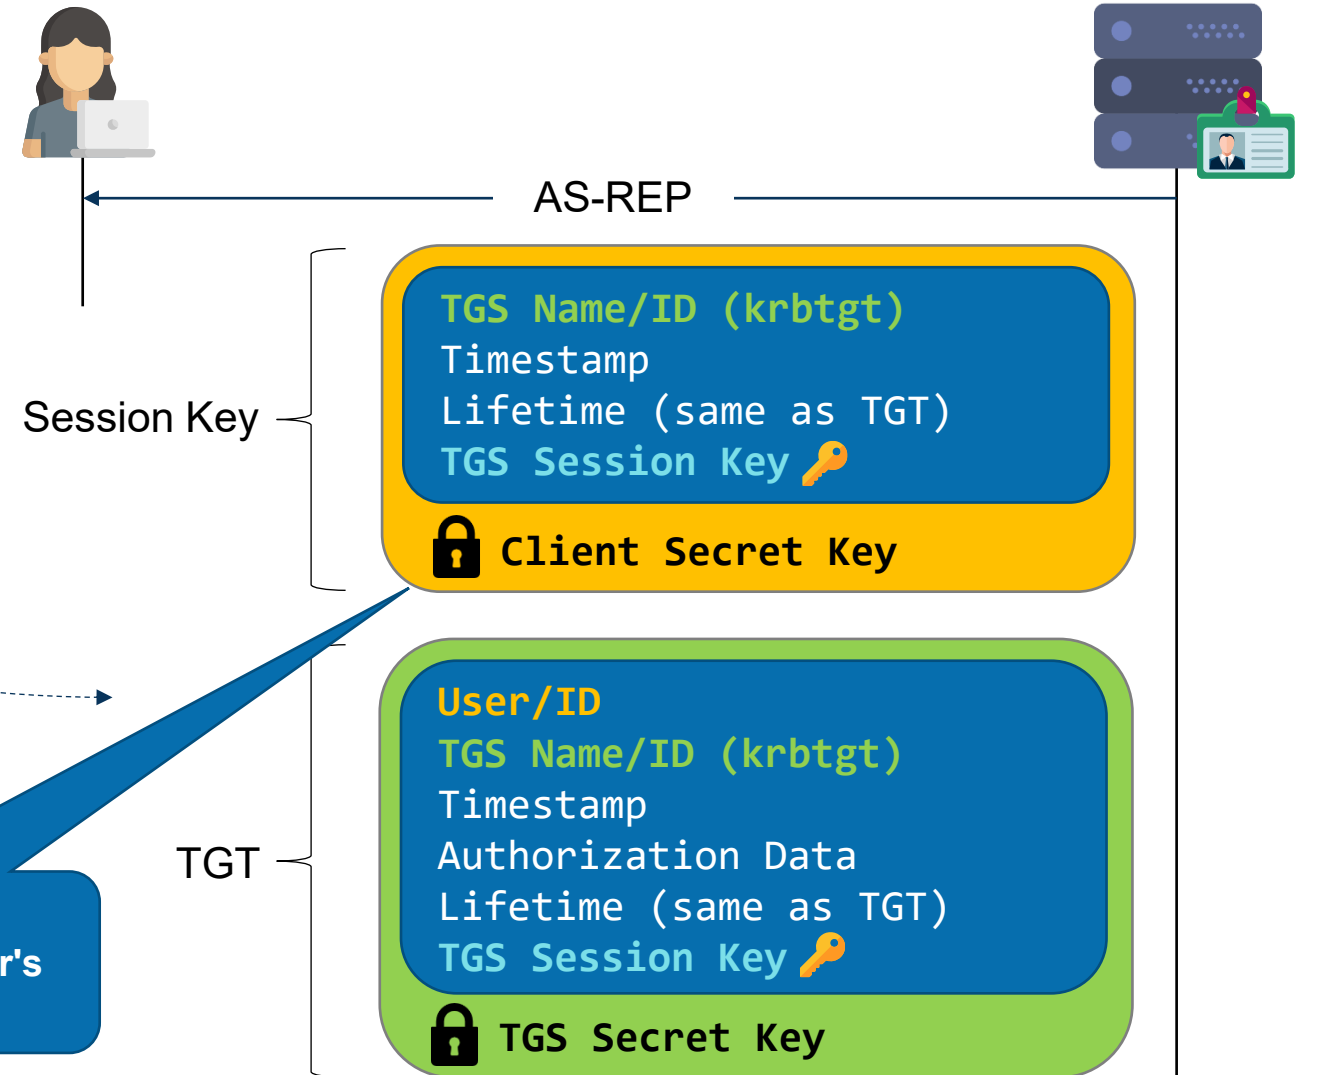 AS-REP
TGS Name/ID (krbtgt)
Timestamp
Lifetime (same as TGT)
TGS Session Key
Session Key
Client Secret Key
User/ID
TGS Name/ID (krbtgt)
Timestamp
Authorization Data
Lifetime (same as TGT)
TGS Session Key
TGT
r's
TGS Secret Key